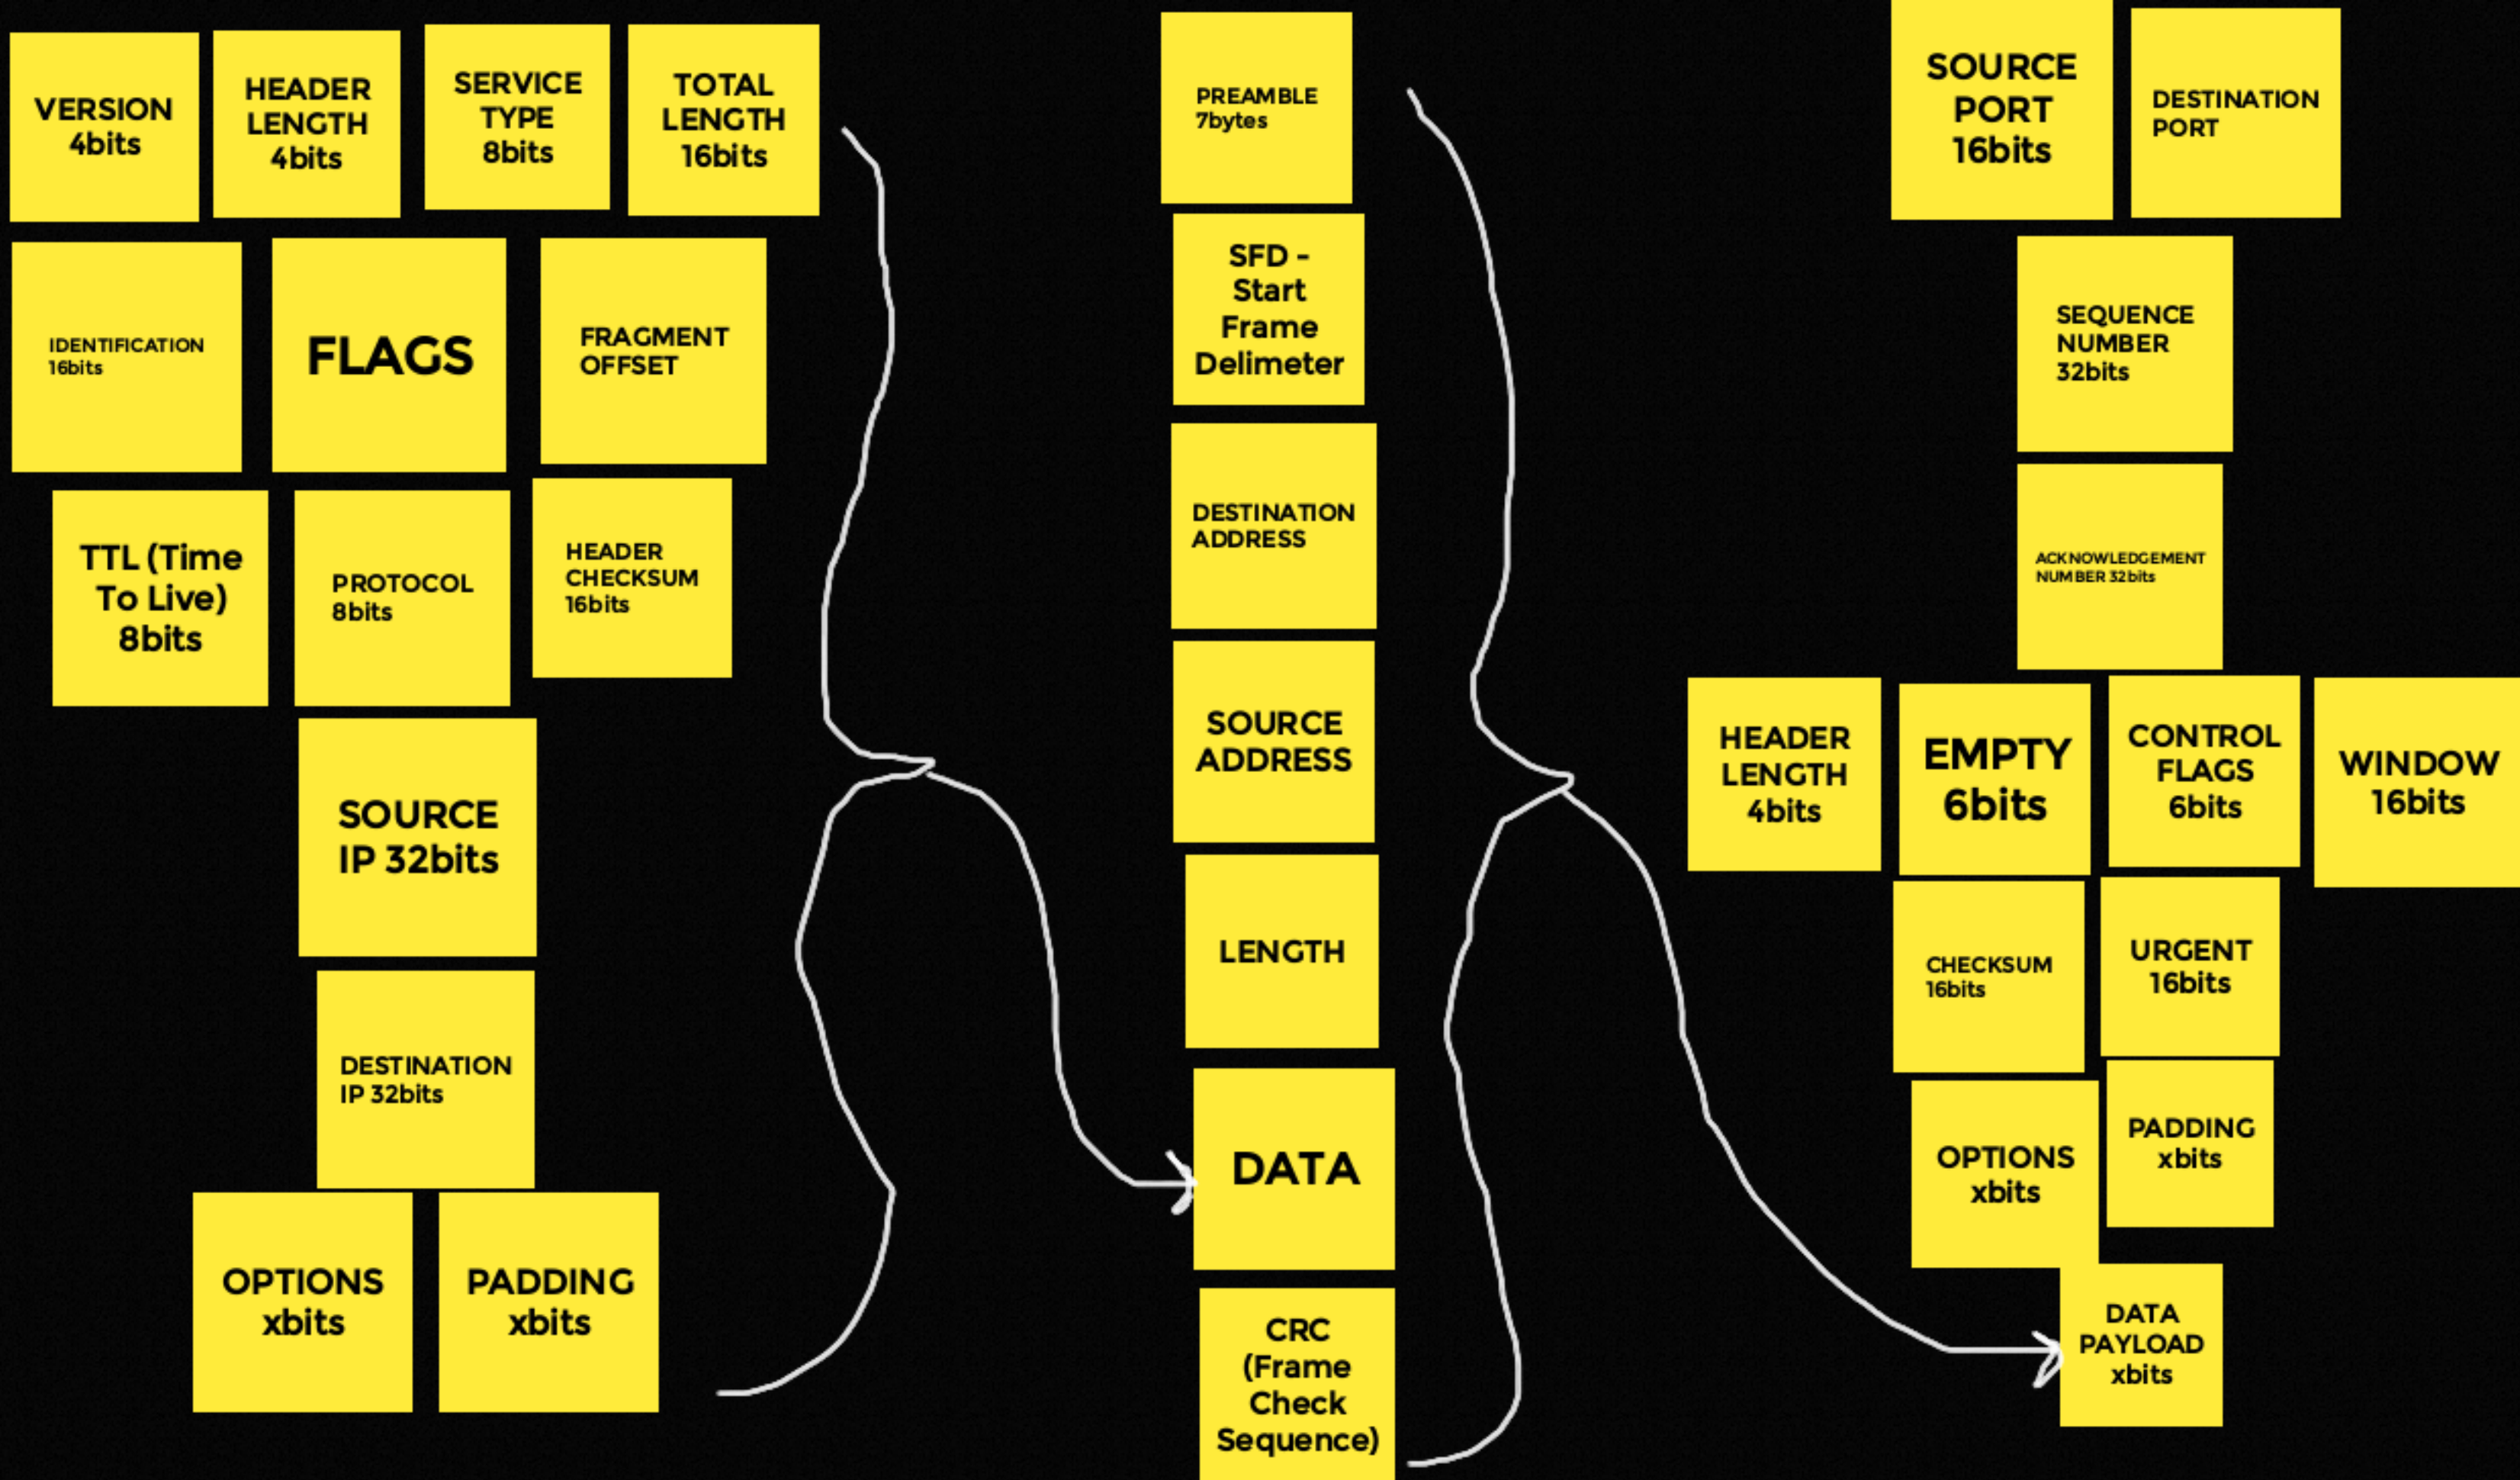 VERSION
4bits
HEADER
LENGTH
4bits
SERVICE
TYPE
8bits
TOTAL
LENGTH
16bits
IDENTIFICATION
16bits
FLAGS
FRAGMENT
OFFSET
TTL (Time
To Live)
8bits
PROTOCOL
8bits
HEADER
CHECKSUM
16bits
SOURCE
IP 32bits
DESTINATION
IP 32bits
OPTIONS
xbits
PADDING
xbits
PREAMBLE
7bytes
SFD -
Start
Frame
Delimeter
DESTINATION
ADDRESS
SOURCE
ADDRESS
LENGTH
DATA
CRC
(Frame
Check
Sequence)
SOURCE
PORT
16bits
DESTINATION
PORT
SEQUENCE
NUMBER
32bits
ACKNOWLEDGEMENT
NUMBER 32bits
HEADER
LENGTH
4bits
EMPTY
6bits
CONTROL
FLAGS
6bits
WINDOW
16bits
CHECKSUM
16bits
URGENT
16bits
OPTIONS
xbits
PADDING
xbits
DATA
PAYLOAD
xbits